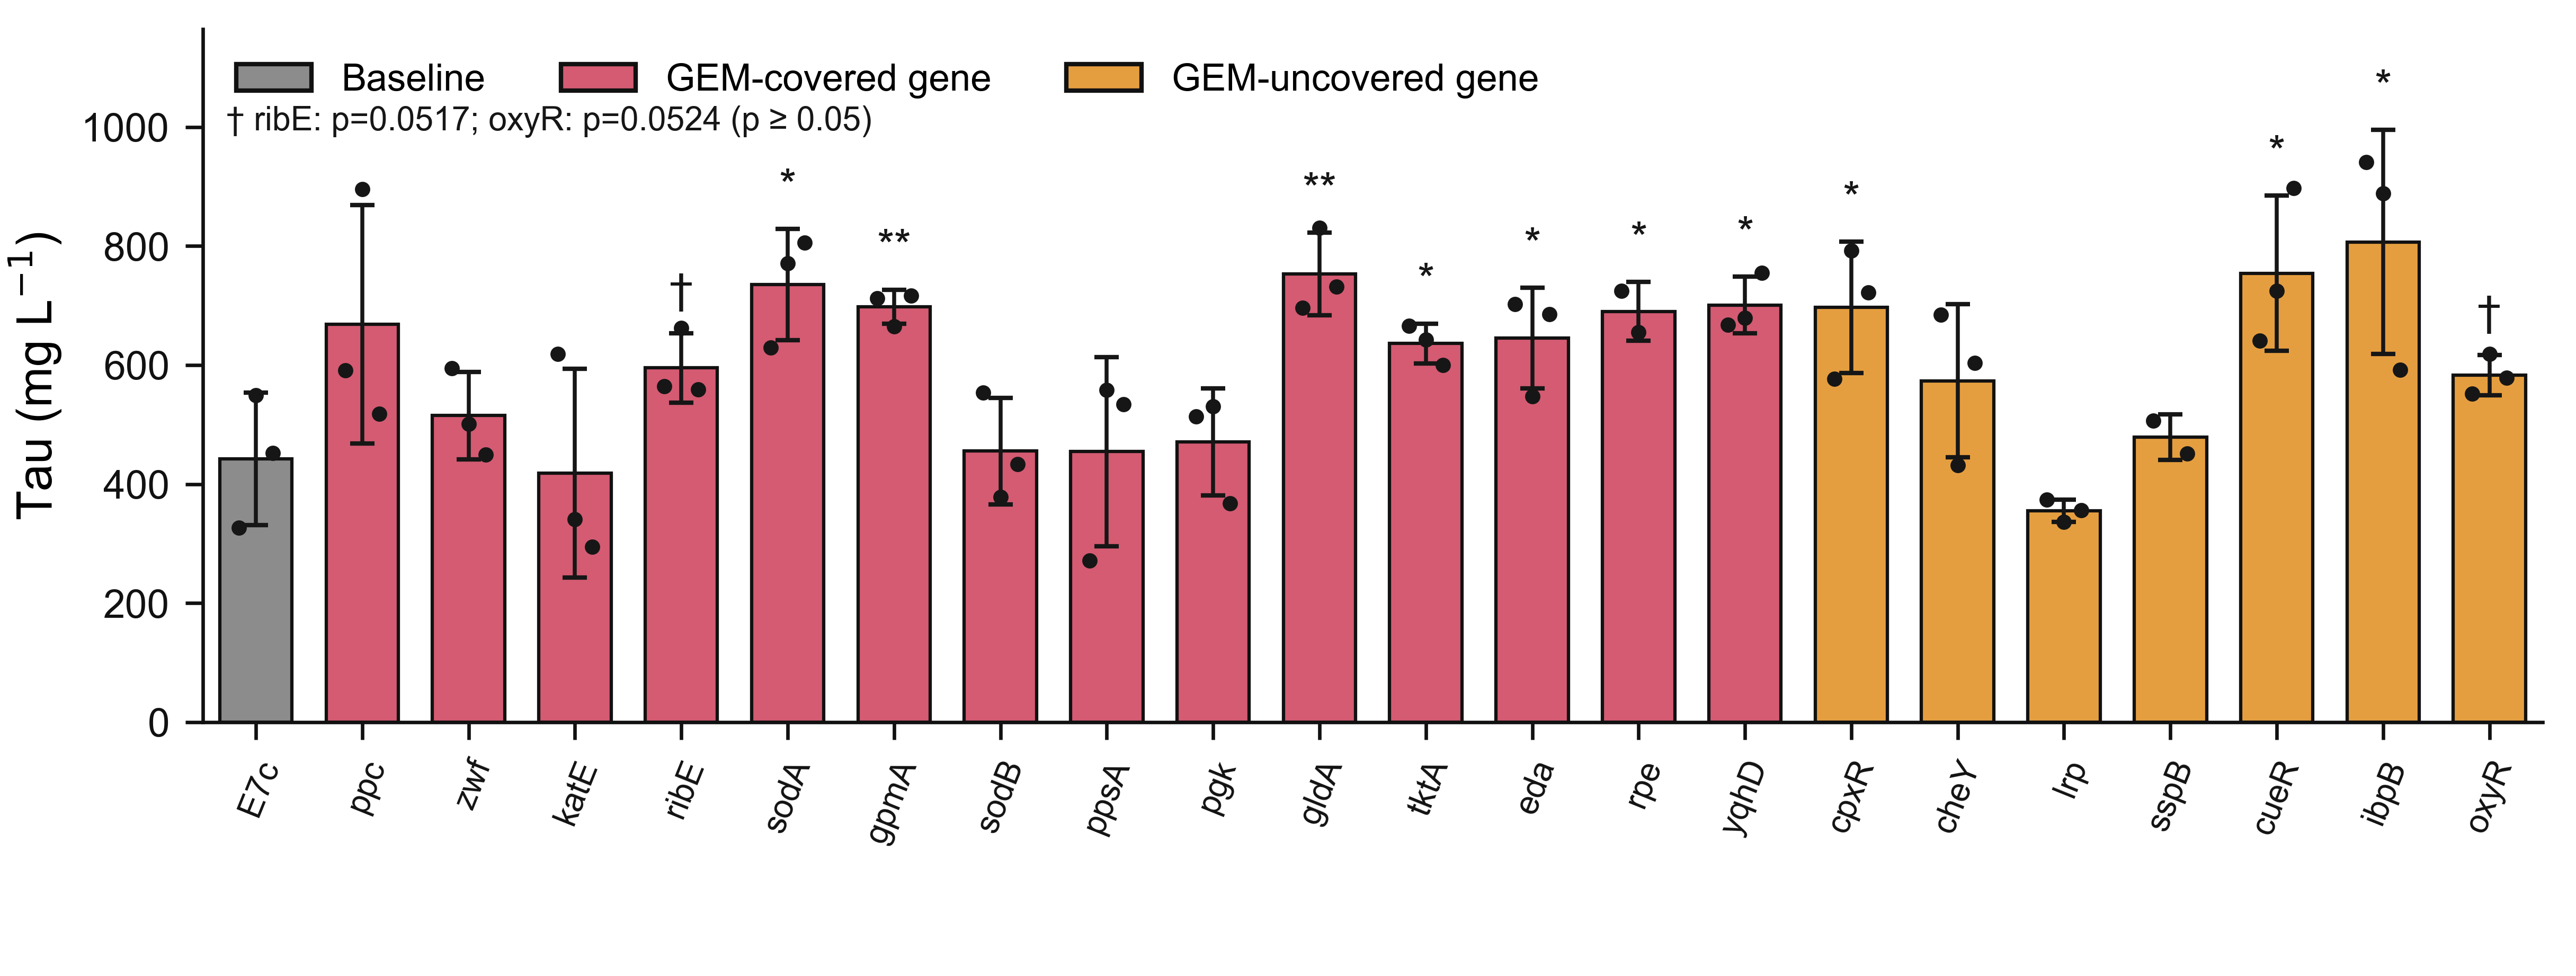 Baseline GEM-covered gene GEM-uncovered gene
† ribE: p=0.0517; oxyR: p=0.0524 (p ≥ 0.05)
Tau (mg L⁻¹)
1000
800
600
400
200
0
† * ** ** * * * * * * * †
E7c ppc zwf katE ribE sodA gpmA sodB ppsA pgk gldA tktA eda rpe yqhD cpxR cheY lrp sspB cueR ibpB oxyR